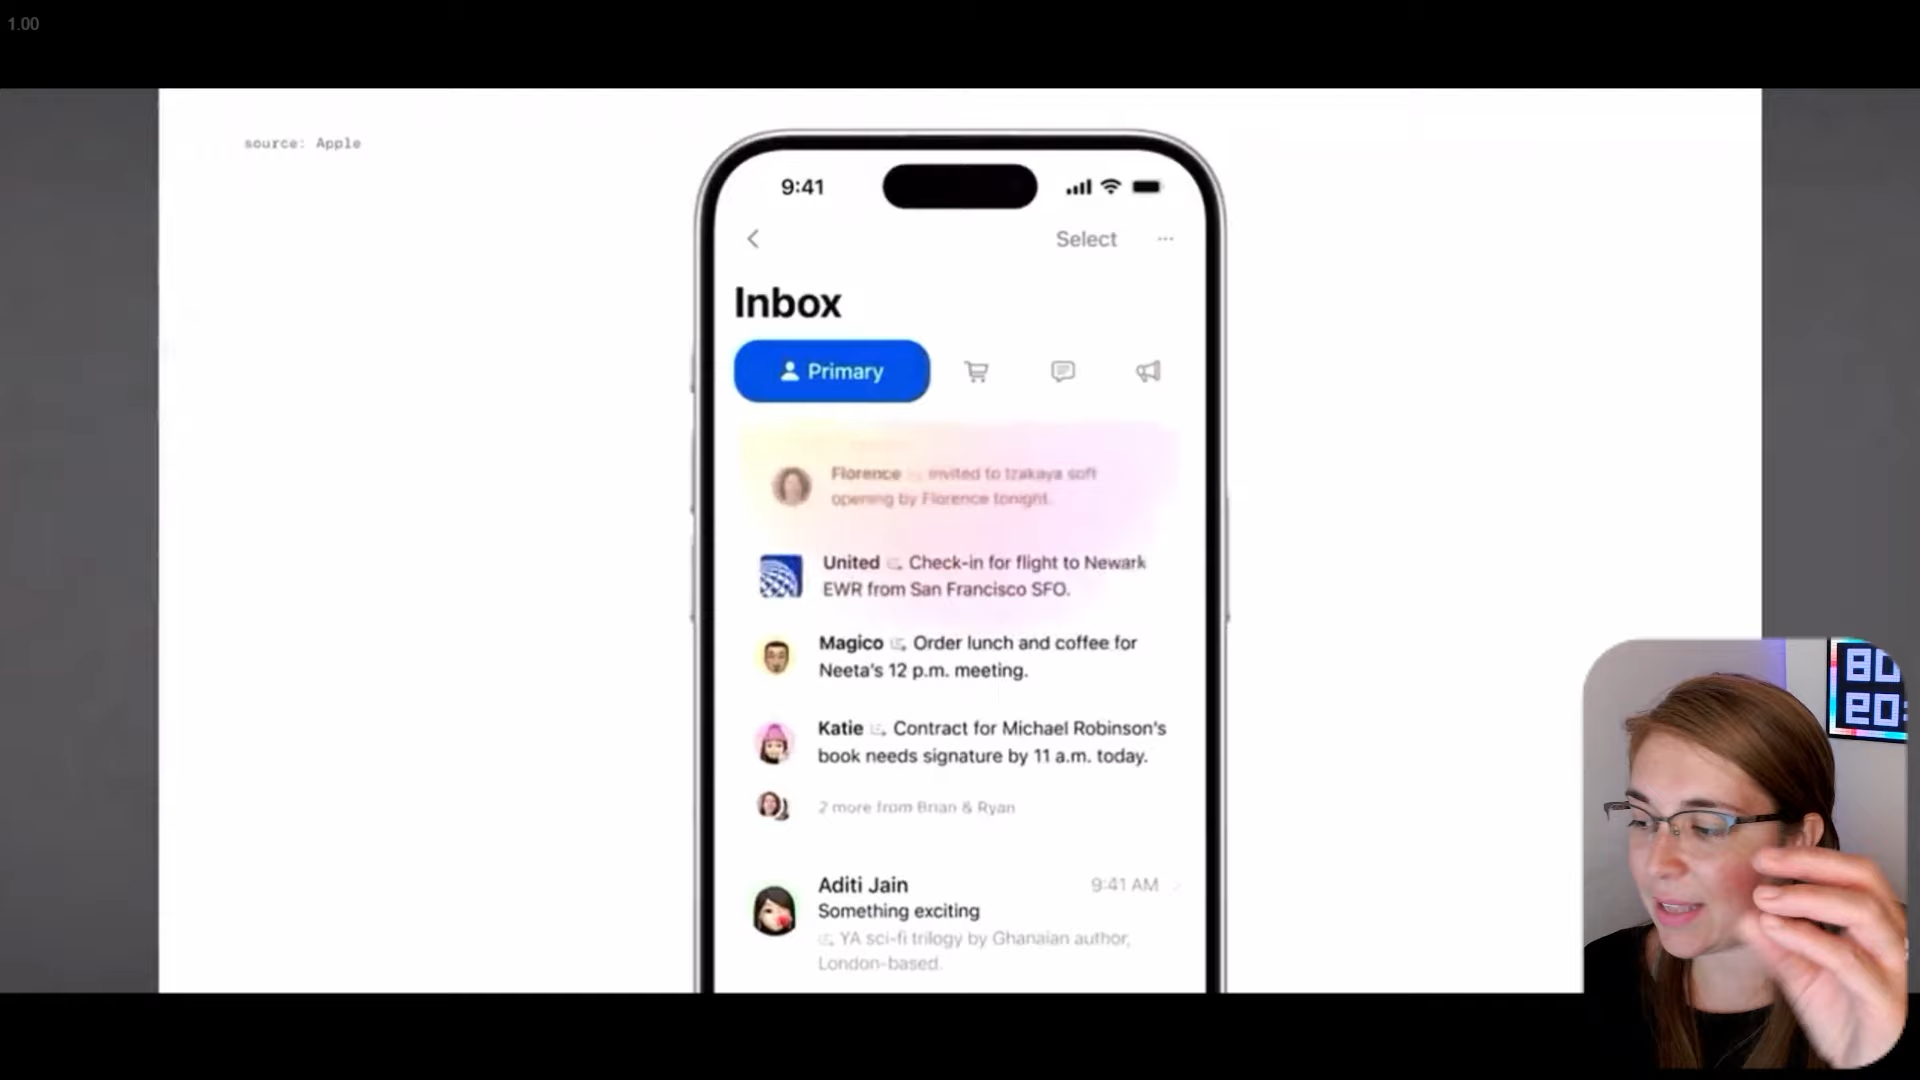 1.00
source: Apple
9:41
Select
Inbox
Primary
Florence invited to Izakaya soft
opening by Florence tonight.
United Check-in for flight to Newark
EWR from San Francisco SFO.
Magico Order lunch and coffee for
Neeta's 12 p.m. meeting.
Katie Contract for Michael Robinson's
book needs signature by 11 a.m. today.
2 more from Brian & Ryan
Aditi Jain 9:41 AM
Something exciting
YA sci-fi trilogy by Ghanaian author,
London-based.
80
20